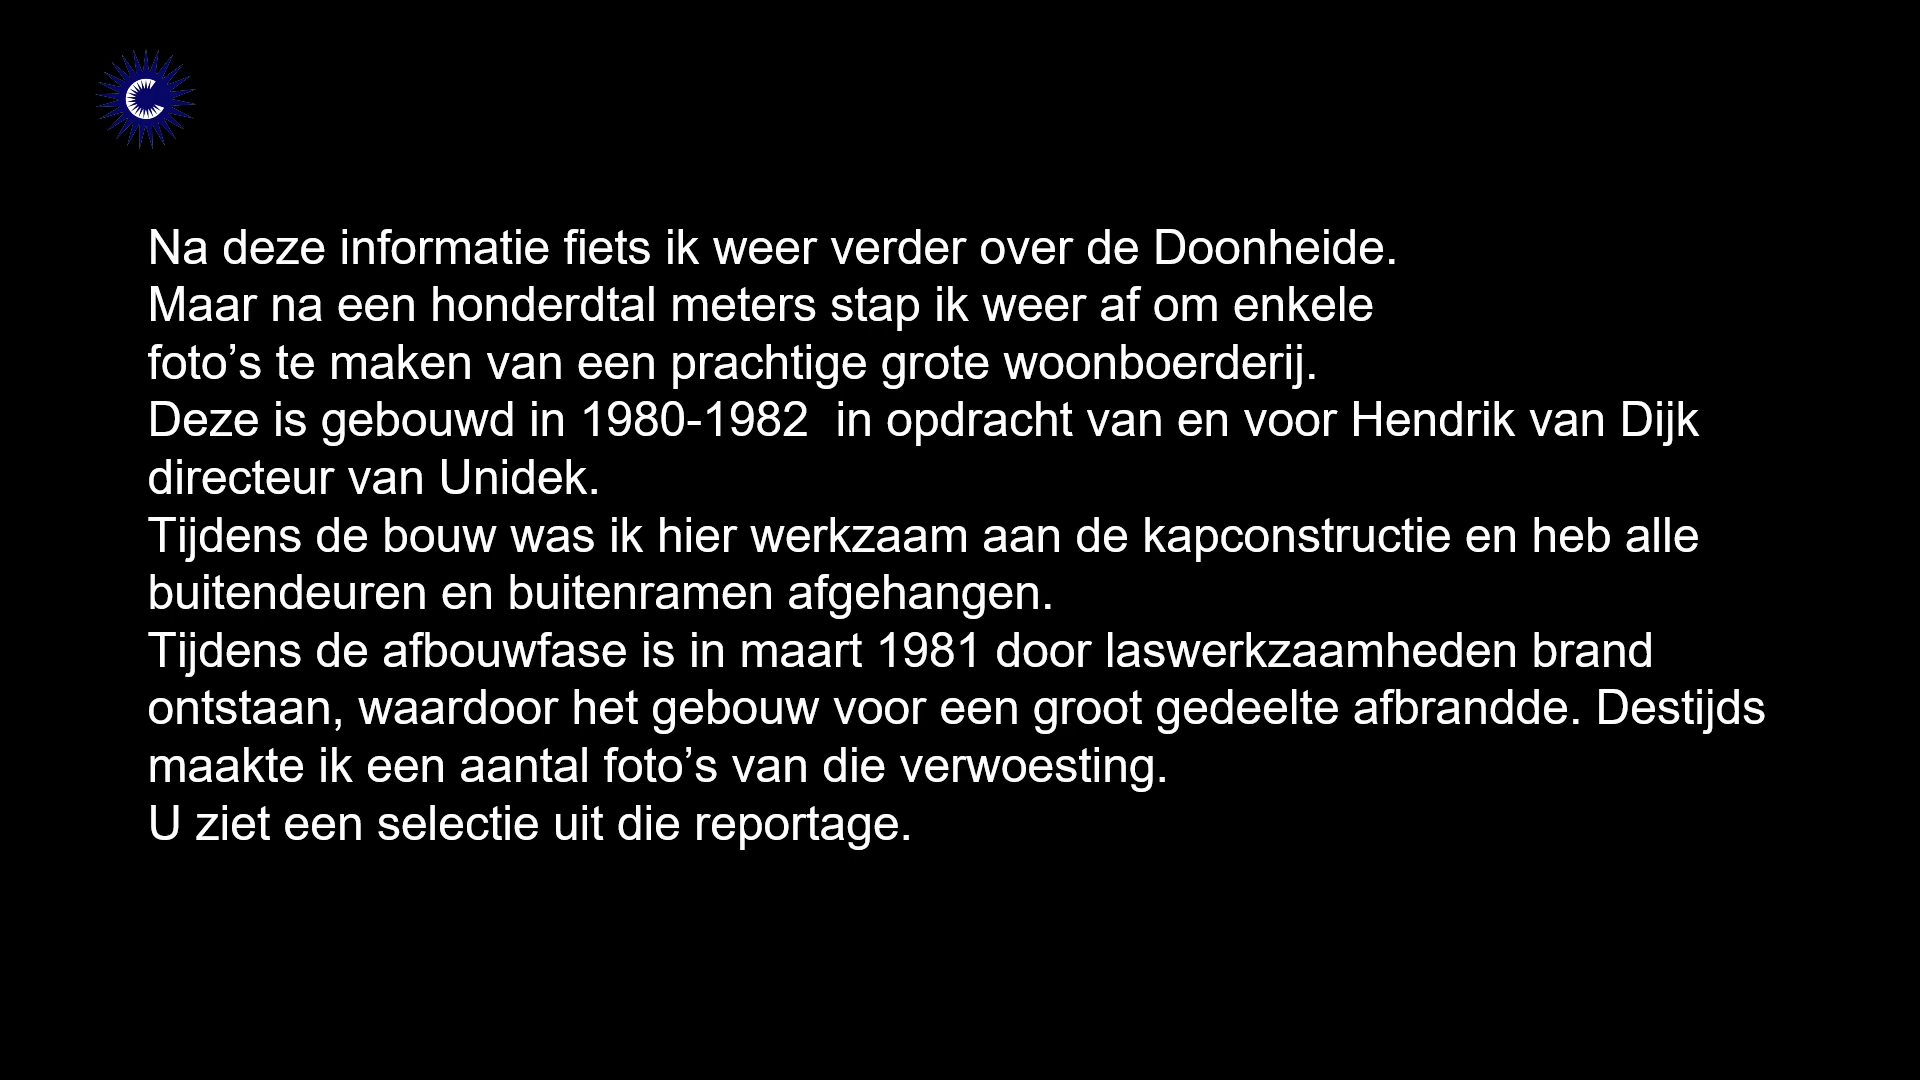 Na deze informatie fiets ik weer verder over de Doonheide.
Maar na een honderdtal meters stap ik weer af om enkele
foto’s te maken van een prachtige grote woonboerderij.
Deze is gebouwd in 1980-1982  in opdracht van en voor Hendrik van Dijk
directeur van Unidek.
Tijdens de bouw was ik hier werkzaam aan de kapconstructie en heb alle
buitendeuren en buitenramen afgehangen.
Tijdens de afbouwfase is in maart 1981 door laswerkzaamheden brand
ontstaan, waardoor het gebouw voor een groot gedeelte afbrandde. Destijds
maakte ik een aantal foto’s van die verwoesting.
U ziet een selectie uit die reportage.